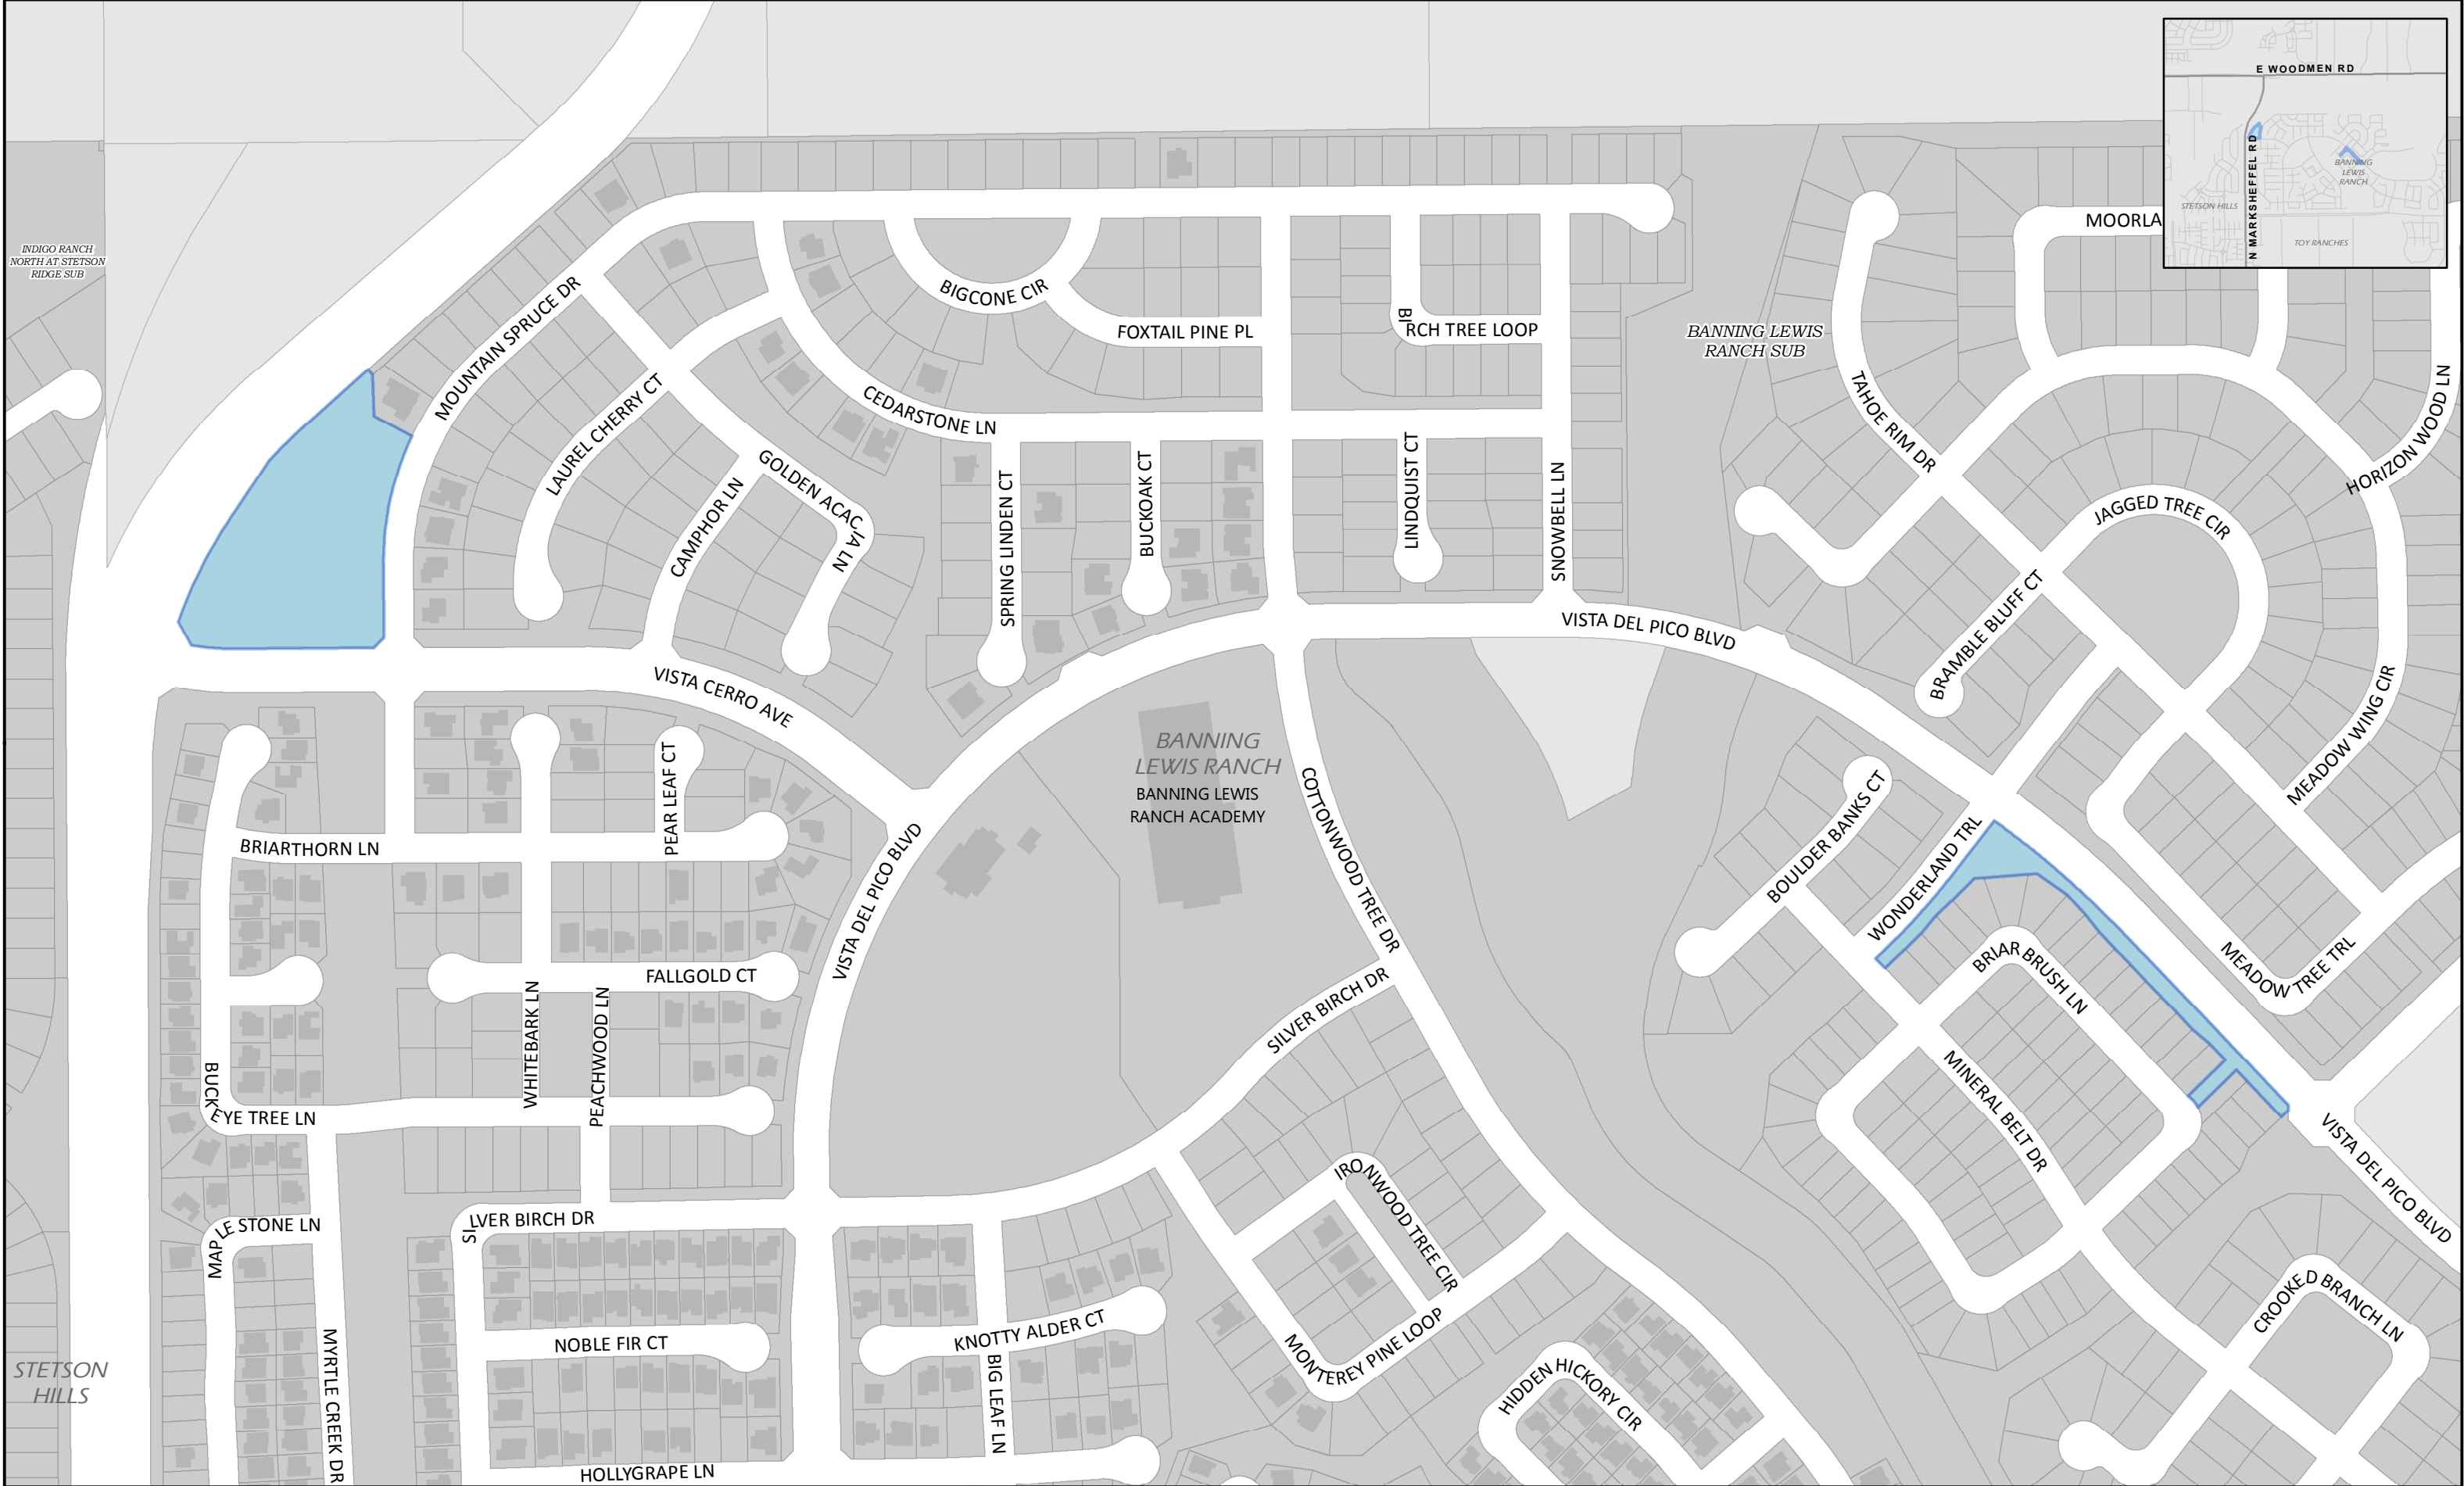 E WOODMEN RD
N MARKSHEFFEL RD
BANNING
LEWIS
RANCH
STETSON HILLS
TOY RANCHES
MOORLA
INDIGO RANCH
NORTH AT STETSON
RIDGE SUB
MOUNTAIN SPRUCE DR
BIGCONE CIR
FOXTAIL PINE PL
BIRCH TREE LOOP
BANNING LEWIS
RANCH SUB
TAHOE RIM DR
HORIZON WOOD LN
LAUREL CHERRY CT
CEDARSTONE LN
GOLDEN ACACIA LN
CAMPHOR LN
SPRING LINDEN CT
BUCKOAK CT
LINDQUIST CT
SNOWBELL LN
JAGGED TREE CIR
BRAMBLE BLUFF CT
VISTA DEL PICO BLVD
MEADOW WING CIR
VISTA CERRO AVE
PEAR LEAF CT
BANNING
LEWIS RANCH
BANNING LEWIS
RANCH ACADEMY
COTTONWOOD TREE DR
BOULDER BANKS CT
WONDERLAND TRL
BRIARTHORN LN
VISTA DEL PICO BLVD
BRIAR BRUSH LN
MEADOW TREE TRL
FALLGOLD CT
WHITEBARK LN
PEACHWOOD LN
SILVER BIRCH DR
MINERAL BELT DR
BUCKEYE TREE LN
VISTA DEL PICO BLVD
IRONWOOD TREE CIR
MAPLE STONE LN
SILVER BIRCH DR
CROOKED BRANCH LN
NOBLE FIR CT
KNOTTY ALDER CT
MONTEREY PINE LOOP
BIG LEAF LN
HIDDEN HICKORY CIR
STETSON
HILLS
MYRTLE CREEK DR
HOLLYGRAPE LN